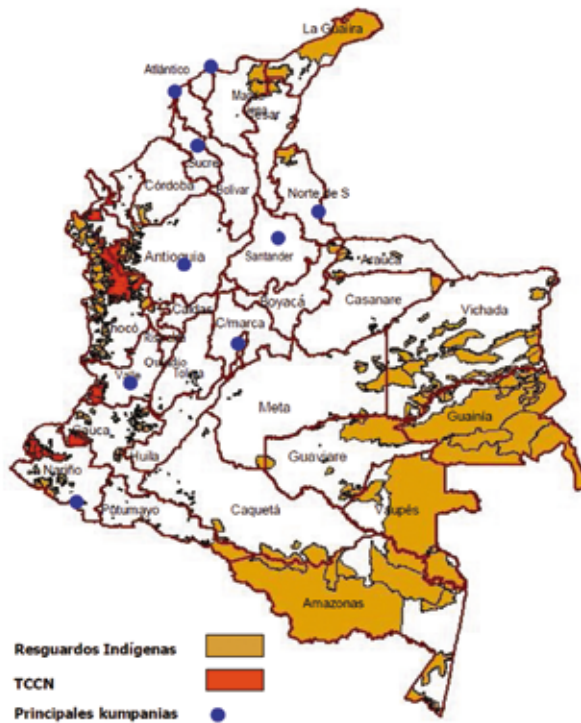 La Guajira
Atlántico
Magdalena
Cesar
Sucre
Córdoba
Bolívar
Norte de S
Antioquia
Santander
Arauca
Caldas
Boyacá
Casanare
Vichada
Chocó
C/marca
Quindío
Tolima
Valle
Meta
Guainía
Cauca
Huila
Guaviare
Nariño
Vaupés
Putumayo
Caquetá
Amazonas
Resguardos Indígenas
TCCN
Principales kumpanias